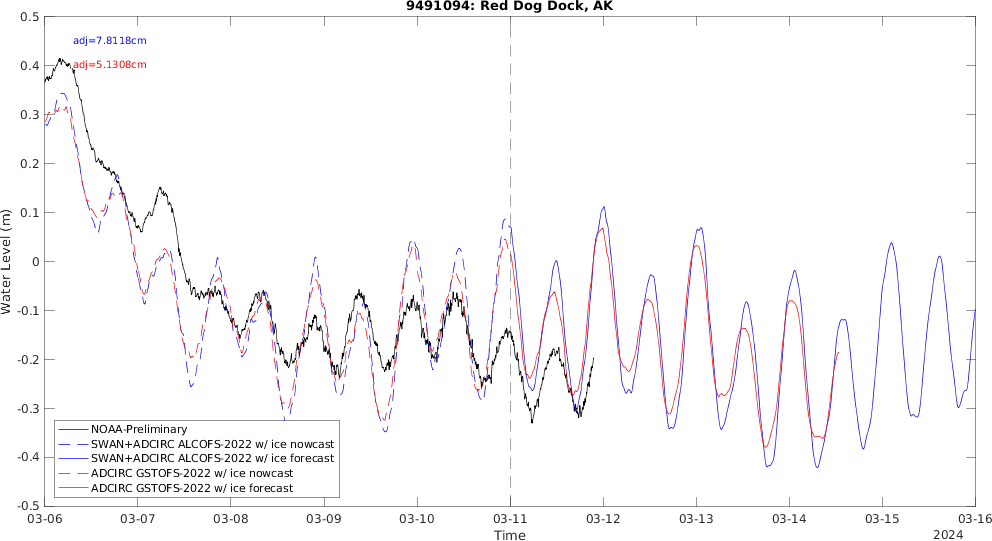 9491094: Red Dog Dock, AK
0.5
0.4
0.3
0.2
0.1
0
-0.1
-0.2
-0.3
-0.4
-0.5
Water Level (m)
adj=7.8118cm
adj=5.1308cm
NOAA-Preliminary
SWAN+ADCIRC ALCOFS-2022 w/ ice nowcast
SWAN+ADCIRC ALCOFS-2022 w/ ice forecast
ADCIRC GSTOFS-2022 w/ ice nowcast
ADCIRC GSTOFS-2022 w/ ice forecast
03-06 03-07 03-08 03-09 03-10 03-11 03-12 03-13 03-14 03-15 03-16
Time
2024